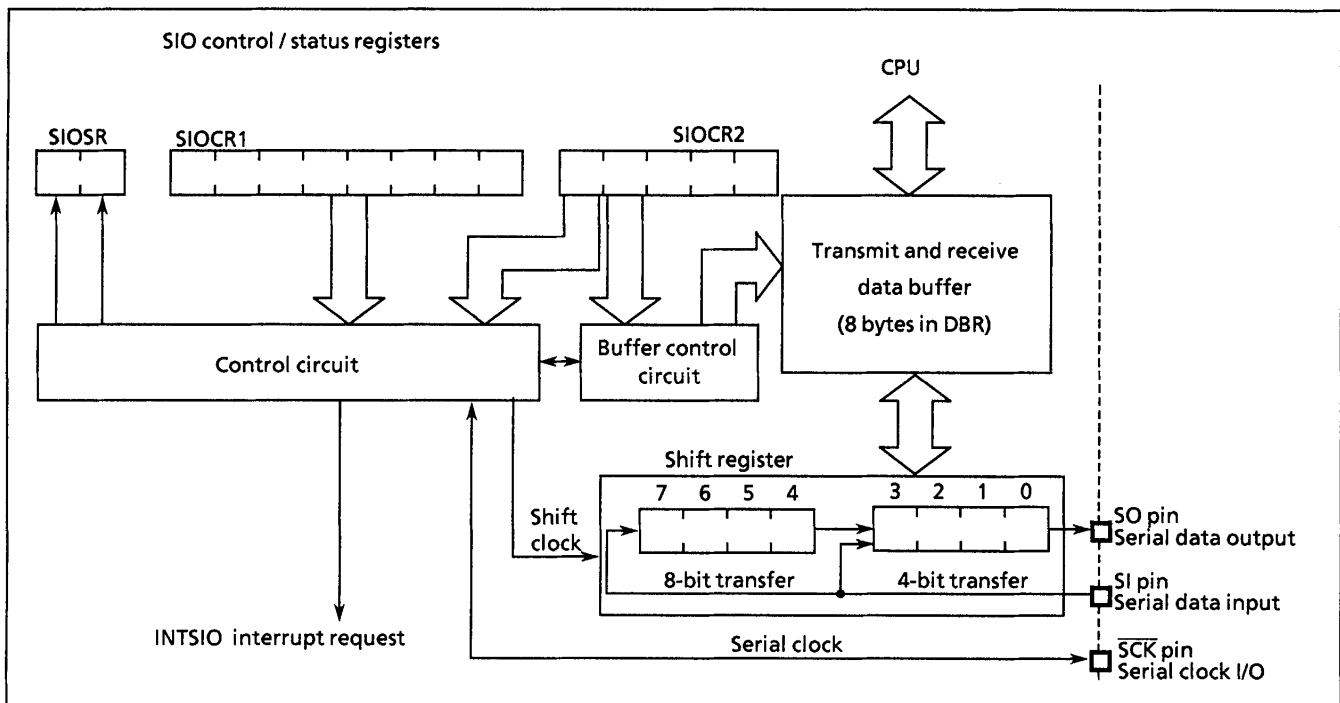 SIO control / status registers
CPU
SIOSR
SIOCR1
SIOCR2
Transmit and receive
data buffer
(8 bytes in DBR)
Control circuit
Buffer control
circuit
Shift register
7 6 5 4
3 2 1 0
Shift
clock
SO pin
Serial data output
8-bit transfer
4-bit transfer
SI pin
Serial data input
INTSIO interrupt request
Serial clock
S̅C̅K̅ pin
Serial clock I/O